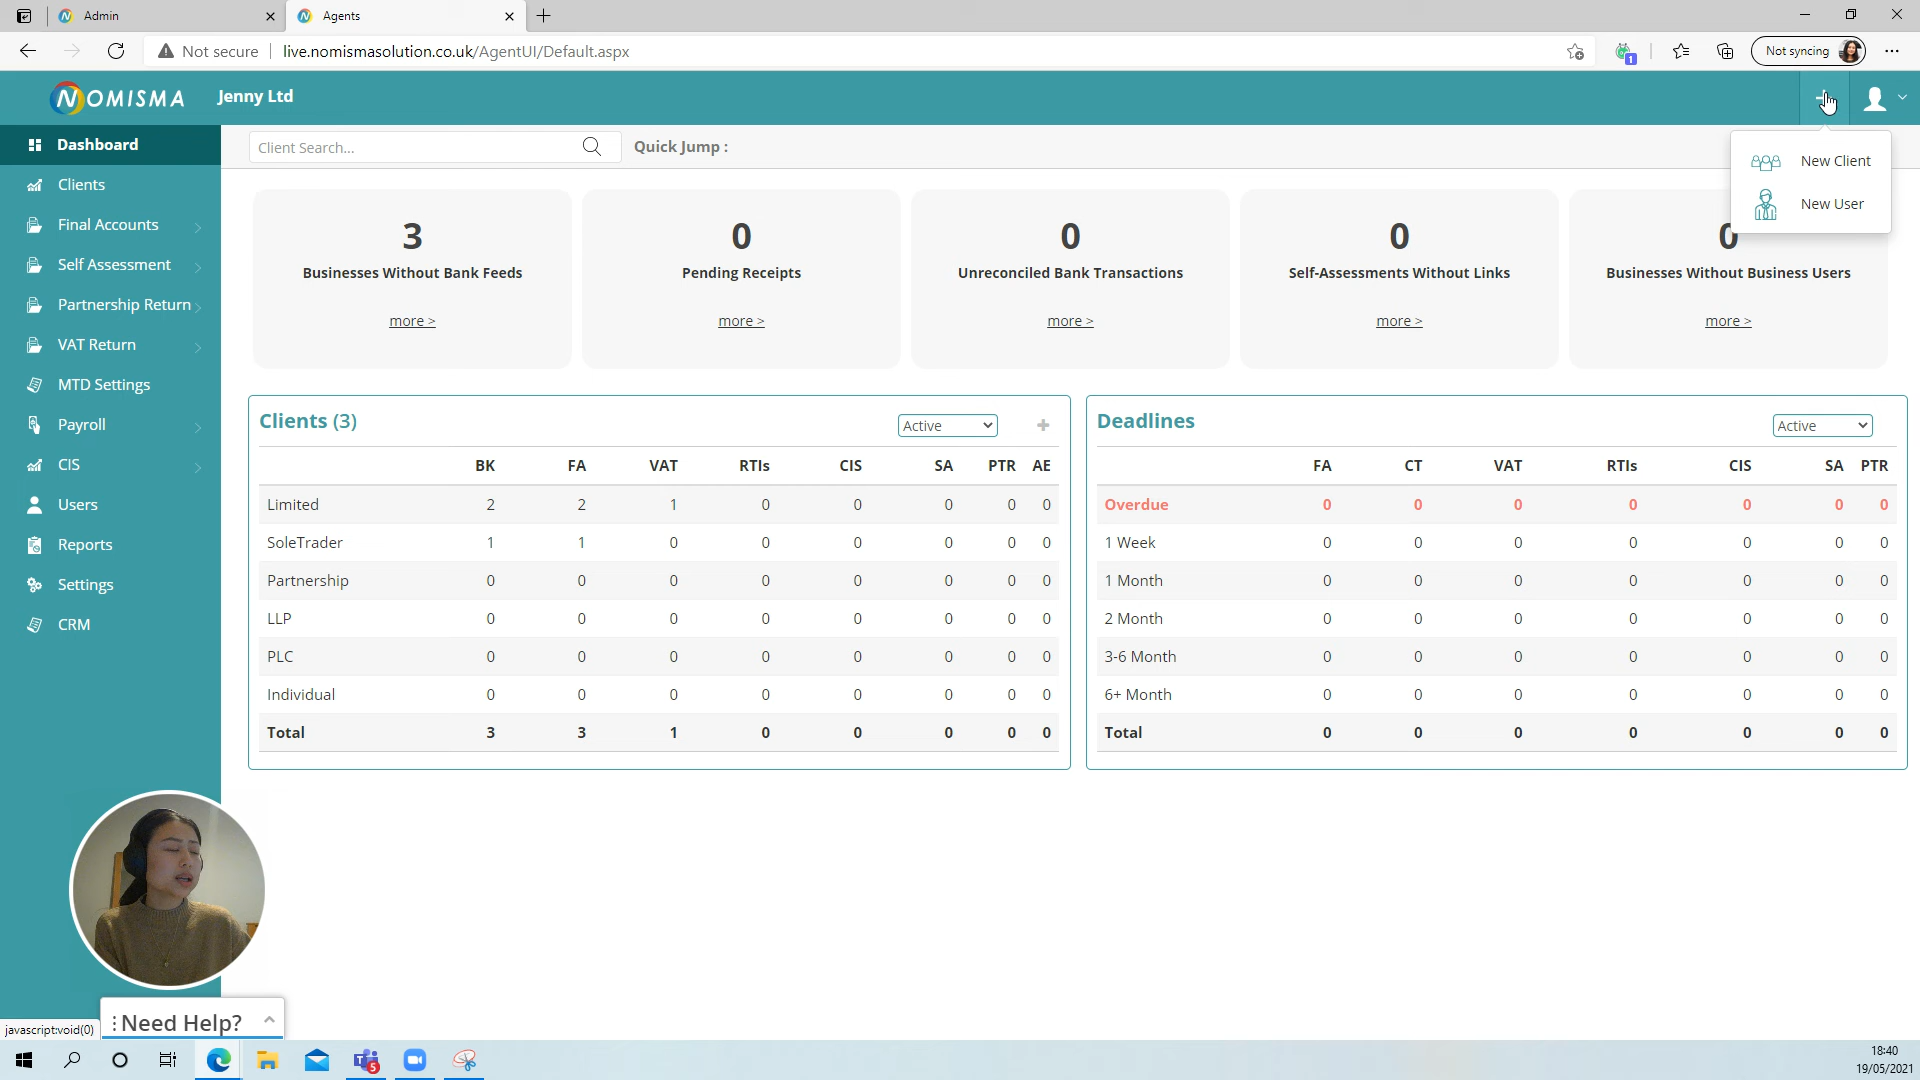 Admin
Agents
Not secure
live.nomismasolution.co.uk/AgentUI/Default.aspx
1
Not syncing
NOMISMA
Jenny Ltd
Dashboard
Clients
Final Accounts
Self Assessment
Partnership Return
VAT Return
MTD Settings
Payroll
CIS
Users
Reports
Settings
CRM
Client Search...
Quick Jump :
New Client
New User
3
Businesses Without Bank Feeds
more >
0
Pending Receipts
more >
0
Unreconciled Bank Transactions
more >
0
Self-Assessments Without Links
more >
0
Businesses Without Business Users
more >
Clients (3)
Active
BK FA VAT RTIs CIS SA PTR AE
Limited 2 2 1 0 0 0 0 0
SoleTrader 1 1 0 0 0 0 0 0
Partnership 0 0 0 0 0 0 0 0
LLP 0 0 0 0 0 0 0 0
PLC 0 0 0 0 0 0 0 0
Individual 0 0 0 0 0 0 0 0
Total 3 3 1 0 0 0 0 0
Deadlines
Active
FA CT VAT RTIs CIS SA PTR
Overdue 0 0 0 0 0 0 0
1 Week 0 0 0 0 0 0 0
1 Month 0 0 0 0 0 0 0
2 Month 0 0 0 0 0 0 0
3-6 Month 0 0 0 0 0 0 0
6+ Month 0 0 0 0 0 0 0
Total 0 0 0 0 0 0 0
Need Help?
javascript:void(0)
5
18:40
19/05/2021